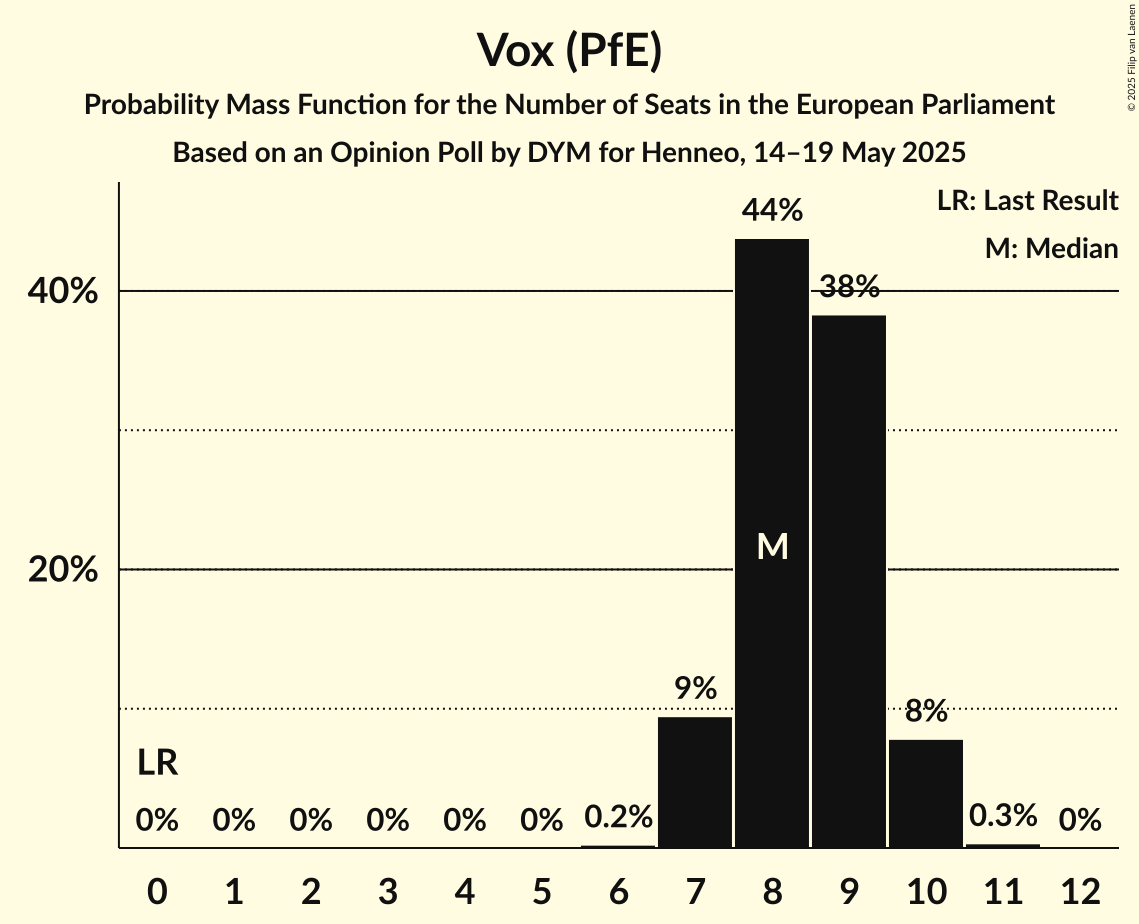 Vox (PfE)
Probability Mass Function for the Number of Seats in the European Parliament
Based on an Opinion Poll by DYM for Henneo, 14–19 May 2025
© 2025 Filip van Laenen
LR: Last Result
M: Median
44%
38%
40%
M
20%
9%
8%
LR
0% 0% 0% 0% 0% 0% 0.2% 0.3% 0%
0 1 2 3 4 5 6 7 8 9 10 11 12